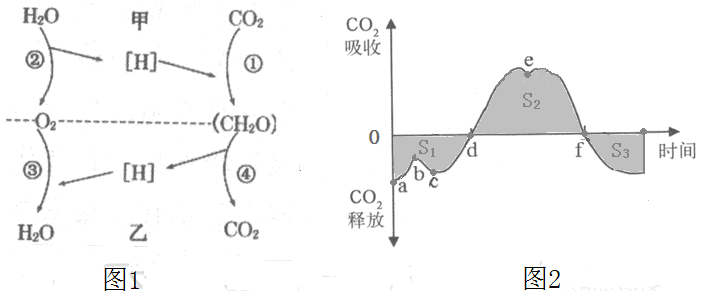 H₂O 甲 CO₂
② [H] ①
O₂ (CH₂O)
③ [H] ④
H₂O 乙 CO₂
图1
CO₂
吸收
e
S₂
0 S₁ d f S₃ 时间
a b c
CO₂
释放
图2